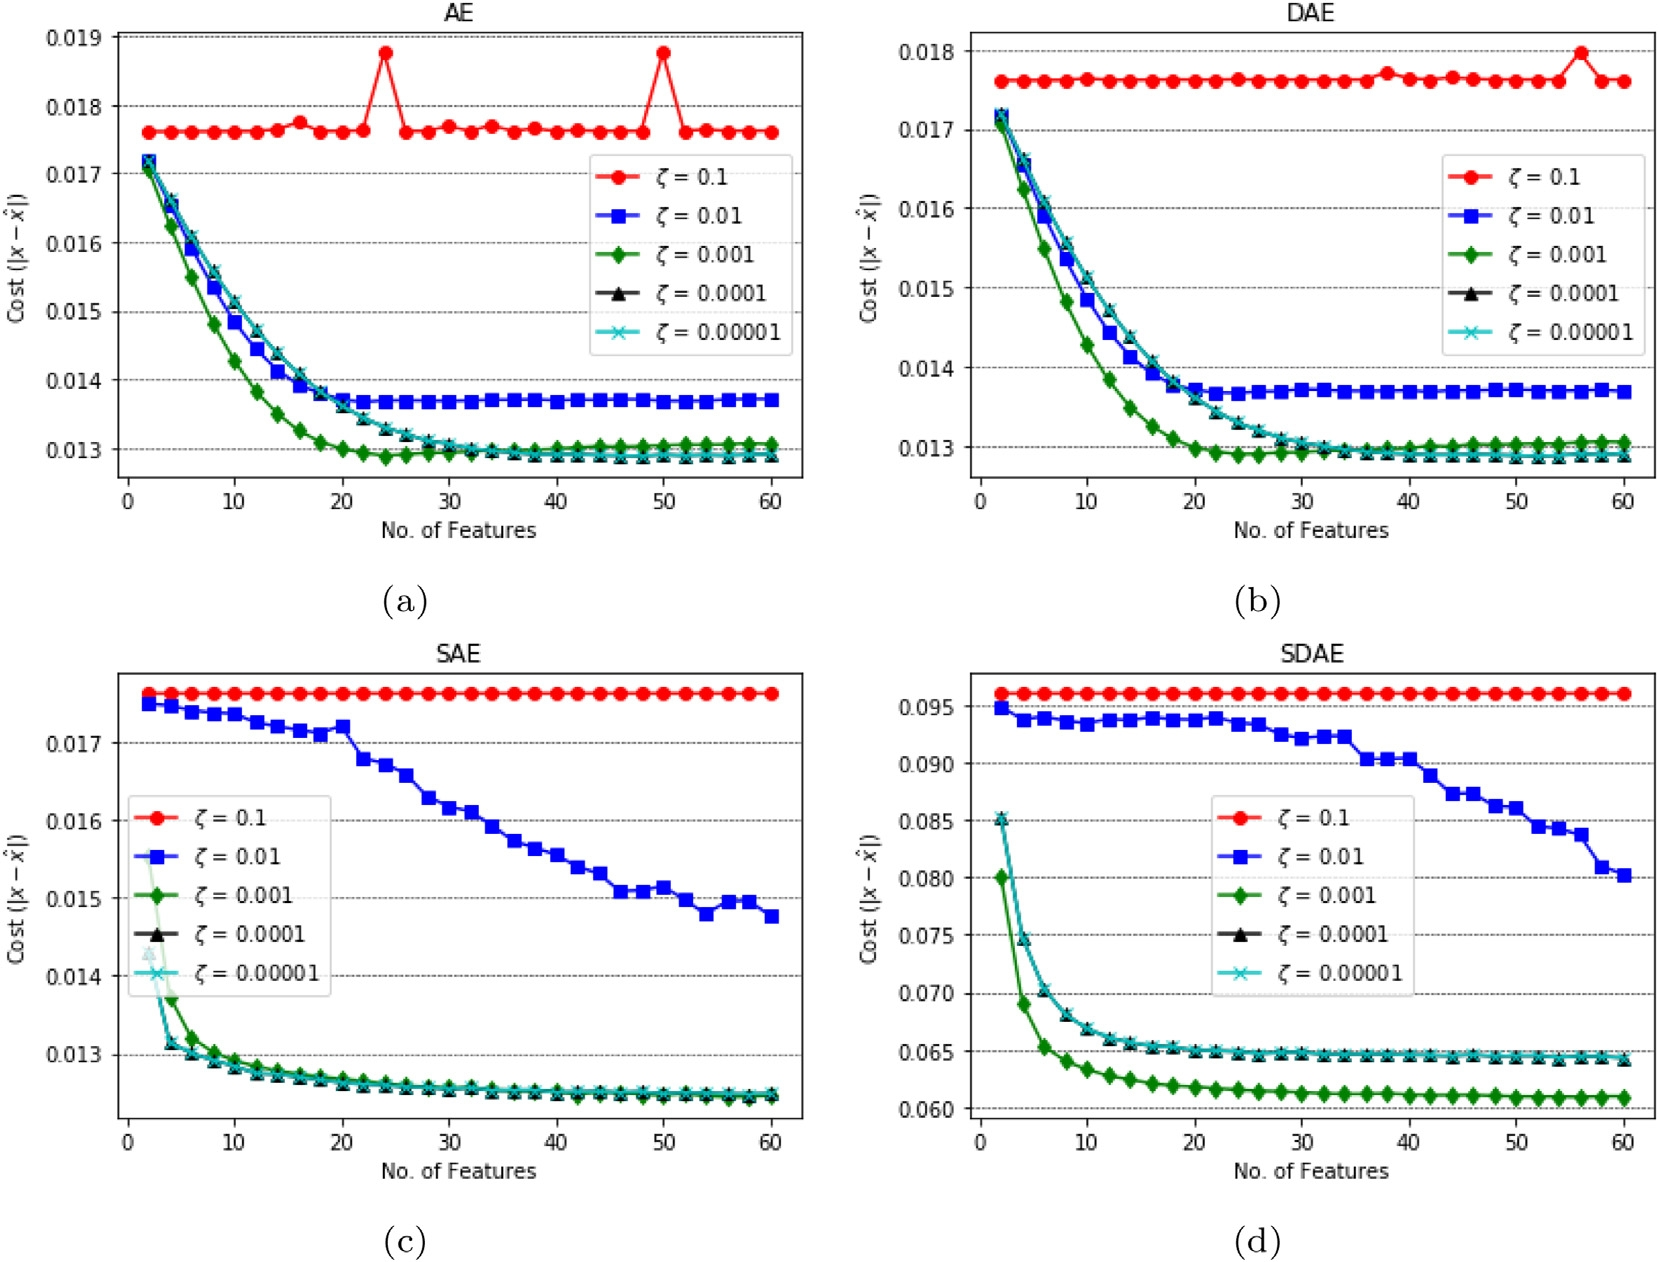 AE
0.019
0.018
0.017
0.016
0.015
0.014
0.013
Cost (|x − x̂|)
ζ = 0.1
ζ = 0.01
ζ = 0.001
ζ = 0.0001
ζ = 0.00001
0 10 20 30 40 50 60
No. of Features
(a)
DAE
0.018
0.017
0.016
0.015
0.014
0.013
Cost (|x − x̂|)
ζ = 0.1
ζ = 0.01
ζ = 0.001
ζ = 0.0001
ζ = 0.00001
0 10 20 30 40 50 60
No. of Features
(b)
SAE
0.017
0.016
0.015
0.014
0.013
Cost (|x − x̂|)
ζ = 0.1
ζ = 0.01
ζ = 0.001
ζ = 0.0001
ζ = 0.00001
0 10 20 30 40 50 60
No. of Features
(c)
SDAE
0.095
0.090
0.085
0.080
0.075
0.070
0.065
0.060
Cost (|x − x̂|)
ζ = 0.1
ζ = 0.01
ζ = 0.001
ζ = 0.0001
ζ = 0.00001
0 10 20 30 40 50 60
No. of Features
(d)